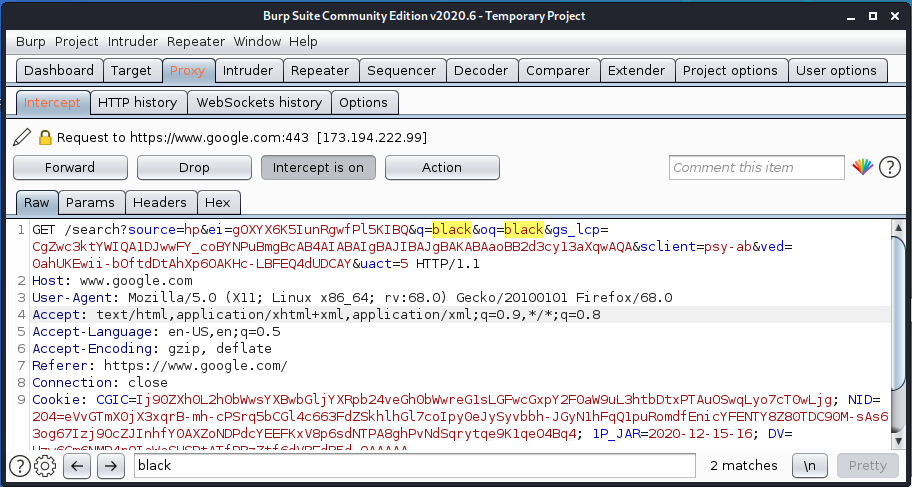 Burp Suite Community Edition v2020.6 - Temporary Project
Burp Project Intruder Repeater Window Help
Dashboard Target Proxy Intruder Repeater Sequencer Decoder Comparer Extender Project options User options
Intercept HTTP history WebSockets history Options
Request to https://www.google.com:443 [173.194.222.99]
Forward Drop Intercept is on Action Comment this item ?
Raw Params Headers Hex
1 GET /search?source=hp&ei=gOXYX6K5IunRgwfPl5KIBQ&q=black&oq=black&gs_lcp=
CgZwc3ktYWIQA1DJwwFY_coBYNPuBmgBcAB4AIABAIgBAJIBAJgBAKABAaoBB2d3cy13aXqwAQA&sclient=psy-ab&ved=
0ahUKEwii-bOftdDtAhXp6OAKHc-LBFEQ4dUDCAY&uact=5 HTTP/1.1
2 Host: www.google.com
3 User-Agent: Mozilla/5.0 (X11; Linux x86_64; rv:68.0) Gecko/20100101 Firefox/68.0
4 Accept: text/html,application/xhtml+xml,application/xml;q=0.9,*/*;q=0.8
5 Accept-Language: en-US,en;q=0.5
6 Accept-Encoding: gzip, deflate
7 Referer: https://www.google.com/
8 Connection: close
9 Cookie: CGIC=Ij90ZXh0L2h0bWwsYXBwbGljYXRpb24veGh0bWwreG1sLGFwcGxpY2F0aW9uL3htbDtxPTAuOSwqLyo7cT0wLjg; NID=
204=eVvGTmX0jX3xqrB-mh-cPSrq5bCGl4c663FdZSkhlhGl7coIpyOeJySyvbbh-JGyN1hFqQ1puRomdfEnicYFENTY8Z80TDC90M-sAs6
3og67Izj90cZJInhfY0AXZoNDPdcYEEFKxV8p6sdNTPA8ghPvNdSqrytqe9K1qe04Bq4; 1P_JAR=2020-12-15-16; DV=
? black 2 matches \n Pretty